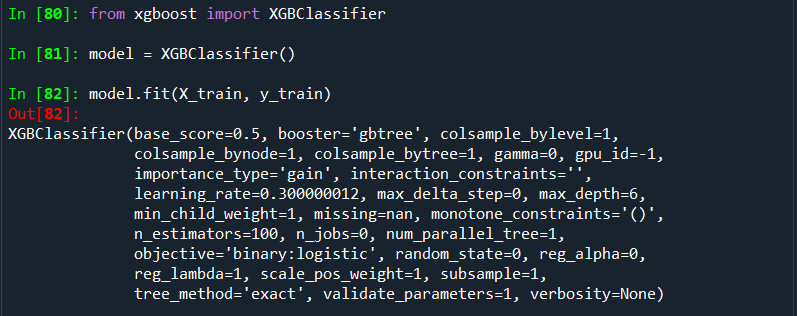 In [80]: from xgboost import XGBClassifier
In [81]: model = XGBClassifier()
In [82]: model.fit(X_train, y_train)
Out[82]:
XGBClassifier(base_score=0.5, booster='gbtree', colsample_bylevel=1,
colsample_bynode=1, colsample_bytree=1, gamma=0, gpu_id=-1,
importance_type='gain', interaction_constraints='',
learning_rate=0.300000012, max_delta_step=0, max_depth=6,
min_child_weight=1, missing=nan, monotone_constraints='()',
n_estimators=100, n_jobs=0, num_parallel_tree=1,
objective='binary:logistic', random_state=0, reg_alpha=0,
reg_lambda=1, scale_pos_weight=1, subsample=1,
tree_method='exact', validate_parameters=1, verbosity=None)